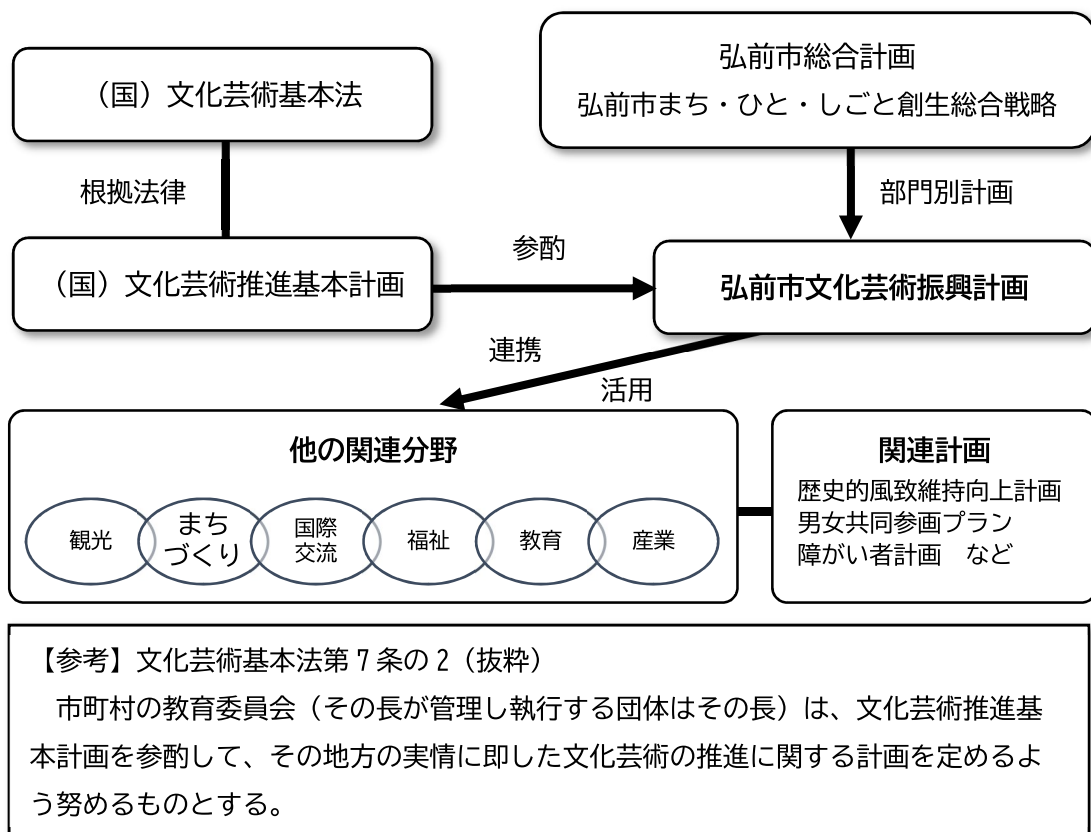 （国）文化芸術基本法
弘前市総合計画
弘前市まち・ひと・しごと創生総合戦略
根拠法律
部門別計画
（国）文化芸術推進基本計画
参酌
弘前市文化芸術振興計画
連携
活用
他の関連分野
観光
まち
づくり
国際
交流
福祉
教育
産業
関連計画
歴史的風致維持向上計画
男女共同参画プラン
障がい者計画　など
【参考】文化芸術基本法第7条の2（抜粋）
　市町村の教育委員会（その長が管理し執行する団体はその長）は、文化芸術推進基
本計画を参酌して、その地方の実情に即した文化芸術の推進に関する計画を定めるよ
う努めるものとする。